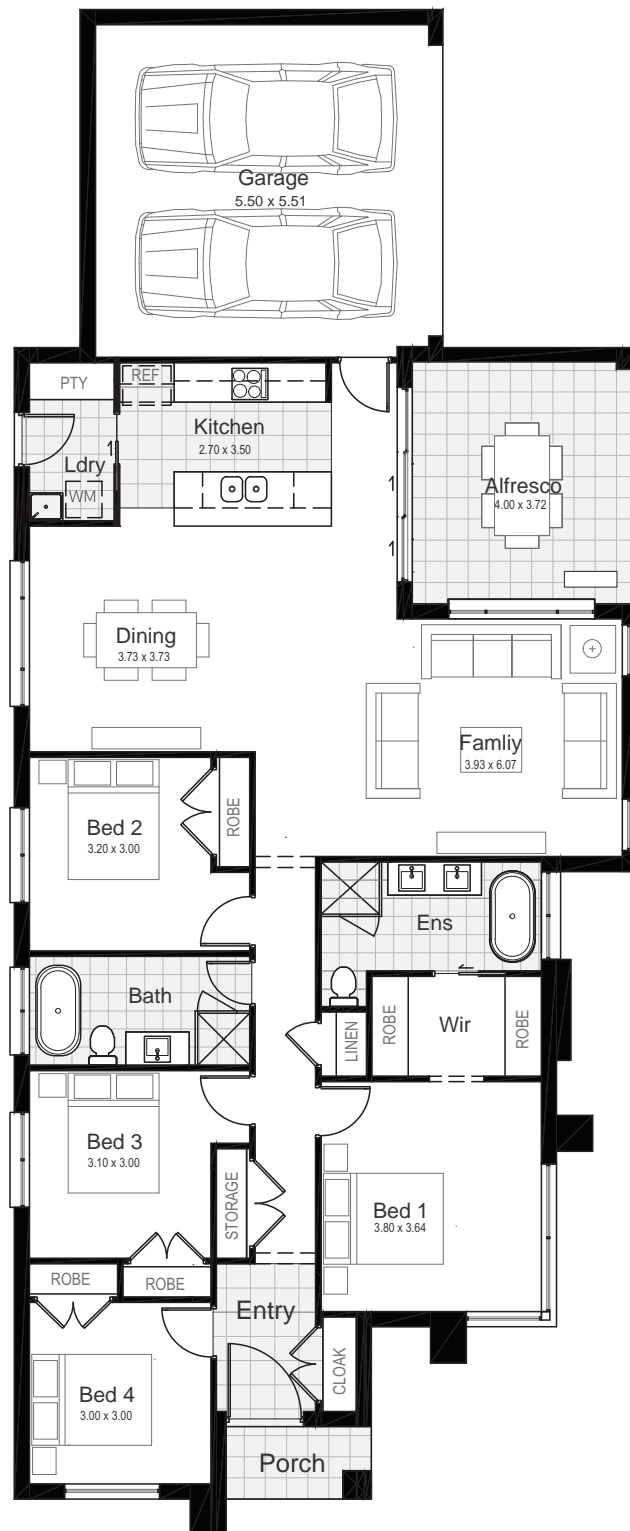 Garage
5.50 x 5.51
PTY
REF
Kitchen
2.70 x 3.50
Ldry
WM
Alfresco
4.00 x 3.72
Dining
3.73 x 3.73
Famliy
3.93 x 6.07
Bed 2
3.20 x 3.00
ROBE
Ens
Bath
LINEN
ROBE
Wir
ROBE
Bed 3
3.10 x 3.00
STORAGE
Bed 1
3.80 x 3.64
ROBE
ROBE
Entry
CLOAK
Bed 4
3.00 x 3.00
Porch